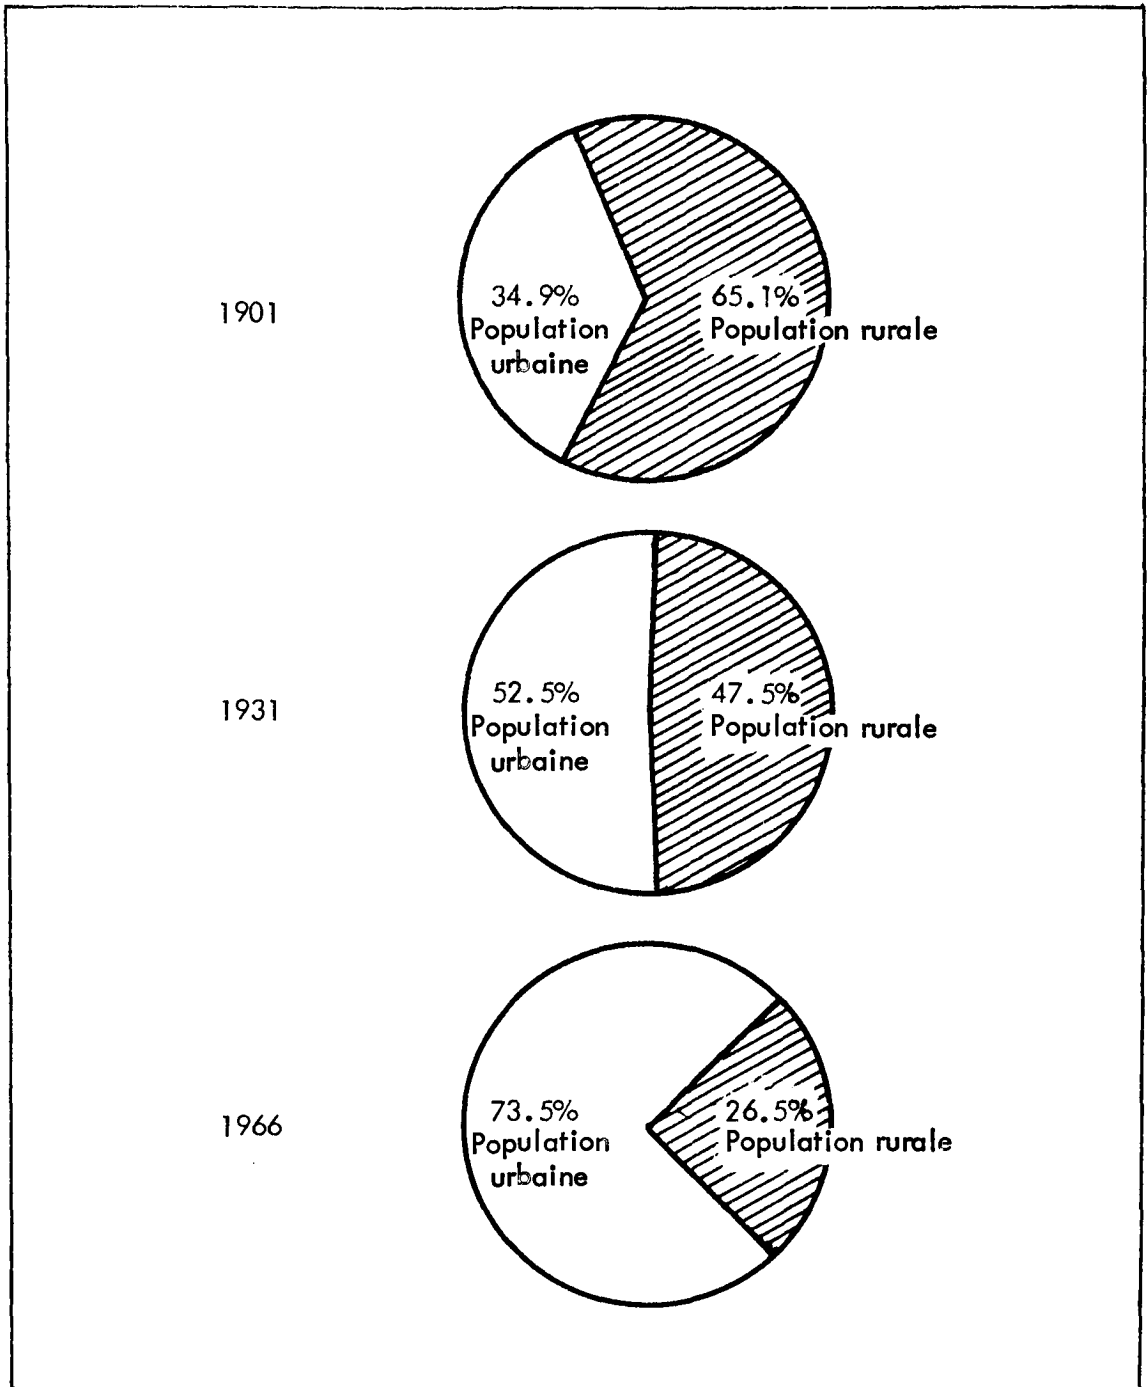 1901
34.9%
Population
urbaine
65.1%
Population rurale
1931
52.5%
Population
urbaine
47.5%
Population rurale
1966
73.5%
Population
urbaine
26.5%
Population rurale